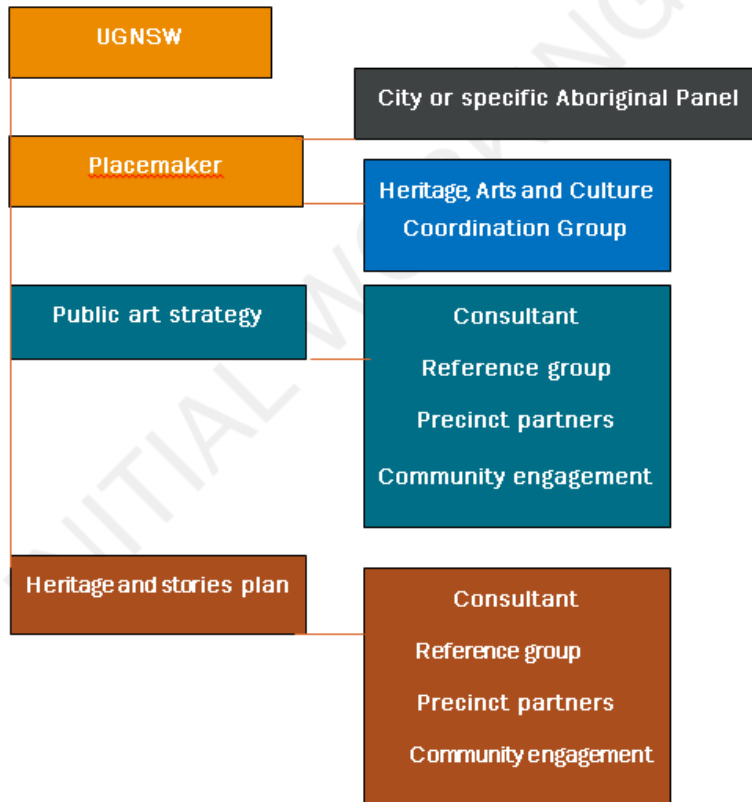 UGNSW
City or specific Aboriginal Panel
Placemaker
Heritage, Arts and Culture
Coordination Group
Public art strategy
Consultant
Reference group
Precinct partners
Community engagement
Heritage and stories plan
Consultant
Reference group
Precinct partners
Community engagement